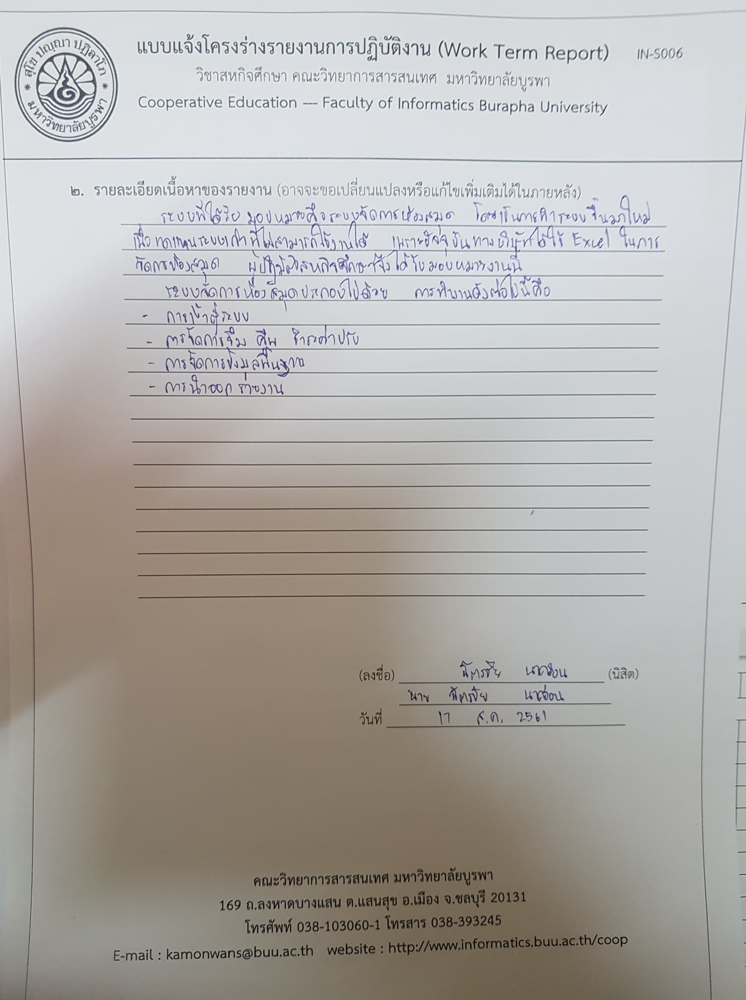 สุโข ปญฺญา ปฏิลาโภ
มหาวิทยาลัยบูรพา
แบบแจ้งโครงร่างรายงานการปฏิบัติงาน (Work Term Report) IN-S006
วิชาสหกิจศึกษา คณะวิทยาการสารสนเทศ มหาวิทยาลัยบูรพา
Cooperative Education --- Faculty of Informatics Burapha University
๒. รายละเอียดเนื้อหาของรายงาน (อาจจะขอเปลี่ยนแปลงหรือแก้ไขเพิ่มเติมได้ในภายหลัง)
ระบบที่ได้รับมอบหมายคือระบบจัดการห้องสมุด โดยเป็นการทำระบบขึ้นมาใหม่
เพื่อทดแทนระบบเก่าที่ไม่สามารถใช้งานได้ เพราะปัจจุบันทางบริษัทได้ใช้ Excel ในการ
จัดการห้องสมุด ผู้ปฏิบัติสหกิจศึกษาจึงได้รับมอบหมายงานนี้
ระบบจัดการห้องสมุดประกอบไปด้วย การทำงานดังต่อไปนี้คือ
- การเข้าสู่ระบบ
- การจัดการยืม คืน ชำระค่าปรับ
- การจัดการข้อมูลพื้นฐาน
- การนำออกรายงาน
(ลงชื่อ) ฉัตรชัย (นิสิต)
นาย ฉัตรชัย
วันที่ 17 ส.ค. 2561
คณะวิทยาการสารสนเทศ มหาวิทยาลัยบูรพา
169 ถ.ลงหาดบางแสน ต.แสนสุข อ.เมือง จ.ชลบุรี 20131
โทรศัพท์ 038-103060-1 โทรสาร 038-393245
E-mail : kamonwans@buu.ac.th website : http://www.informatics.buu.ac.th/coop